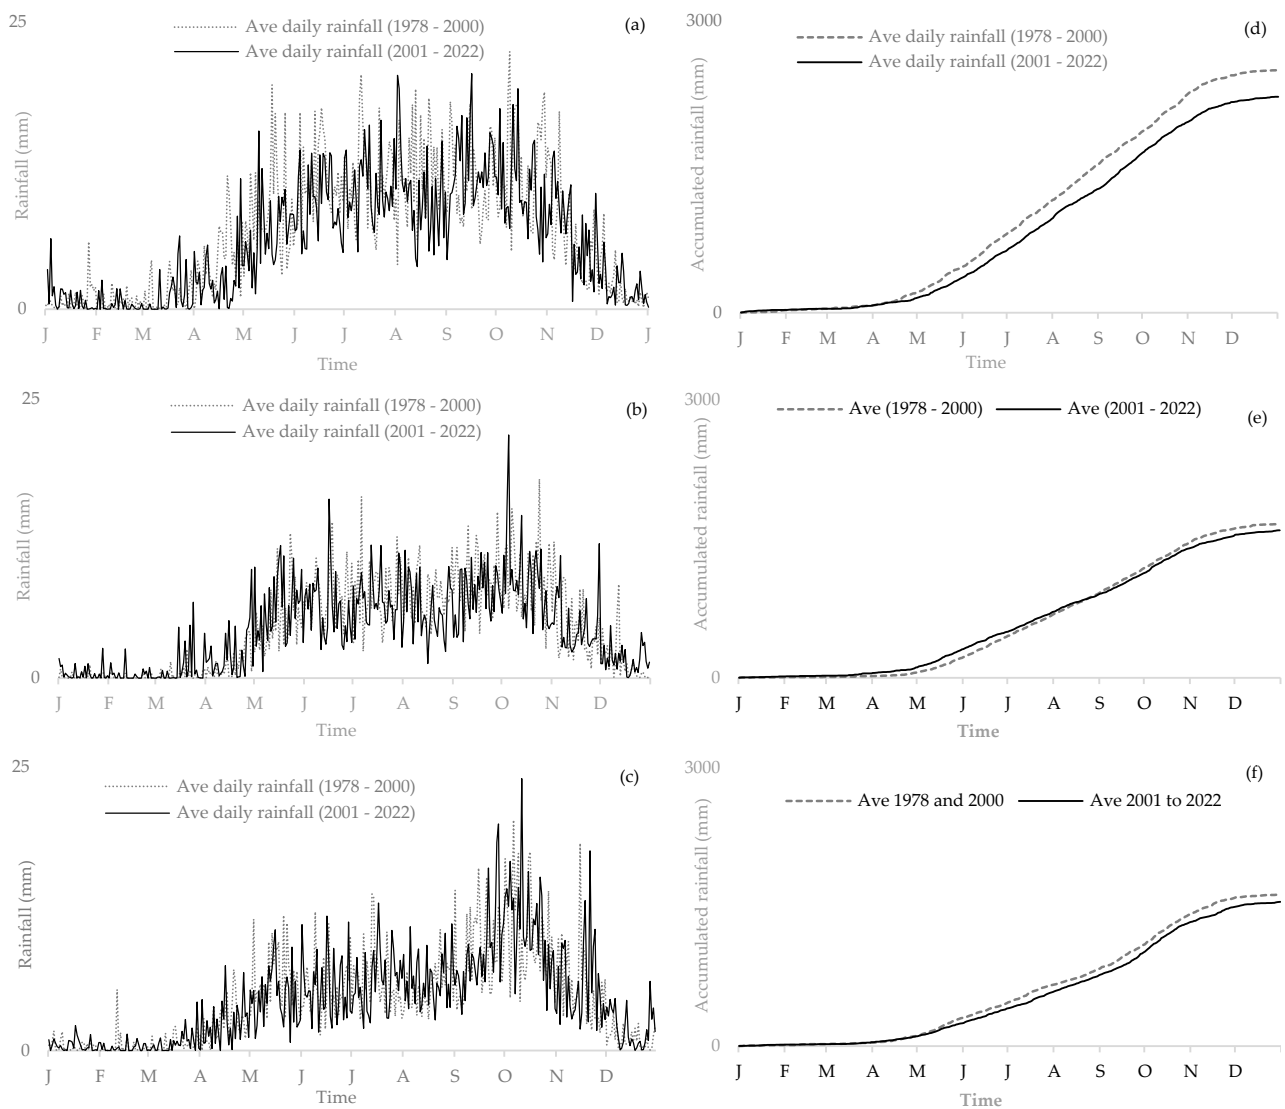 25
Ave daily rainfall (1978 - 2000)
Ave daily rainfall (2001 - 2022)
(a)
Rainfall (mm)
0
J F M A M J J A S O N D J
Time
3000
Ave daily rainfall (1978 - 2000)
Ave daily rainfall (2001 - 2022)
(d)
Accumulated rainfall (mm)
0
J F M A M J J A S O N D
Time
25
Ave daily rainfall (1978 - 2000)
Ave daily rainfall (2001 - 2022)
(b)
Rainfall (mm)
0
J F M A M J J A S O N D
Time
3000
Ave (1978 - 2000) Ave (2001 - 2022)
(e)
Accumulated rainfall (mm)
0
J F M A M J J A S O N D
Time
25
Ave daily rainfall (1978 - 2000)
Ave daily rainfall (2001 - 2022)
(c)
Rainfall (mm)
0
J F M A M J J A S O N D
Time
3000
Ave 1978 and 2000 Ave 2001 to 2022
(f)
Accumulated rainfall (mm)
0
J F M A M J J A S O N D
Time